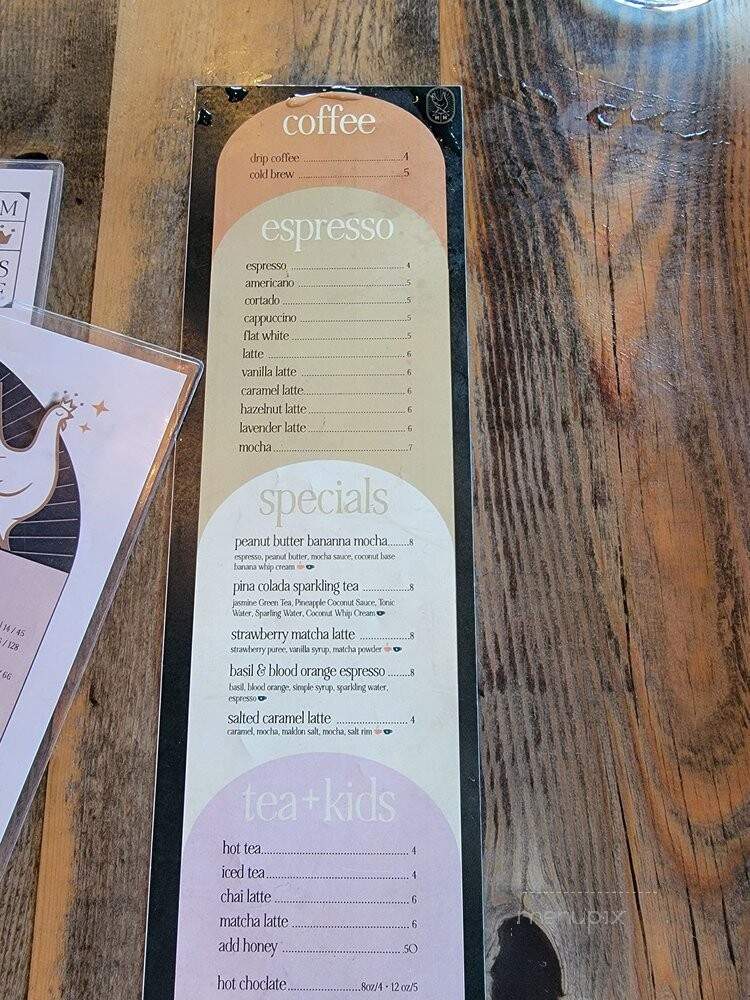 coffee
drip coffee 4
cold brew 5
espresso
espresso 4
americano 5
cortado 5
cappuccino 5
flat white 5
latte 6
vanilla latte 6
caramel latte 6
hazelnut latte 6
lavender latte 6
mocha 7
specials
peanut butter bananna mocha 8
espresso, peanut butter, mocha sauce, coconut base
banana whip cream
pina colada sparkling tea 8
jasmine Green Tea, Pineapple Coconut Sauce, Tonic
Water, Sparling Water, Coconut Whip Cream
strawberry matcha latte 8
strawberry puree, vanilla syrup, matcha powder
basil & blood orange espresso 8
basil, blood orange, simple syrup, sparkling water,
espresso
salted caramel latte 4
caramel, mocha, maldon salt, mocha, salt rim
tea+kids
hot tea 4
iced tea 4
chai latte 6
matcha latte 6
add honey .50
hot choclate 8oz/4 • 12 oz/5
M
S
14 / 45
/ 128
/ 66
menupix